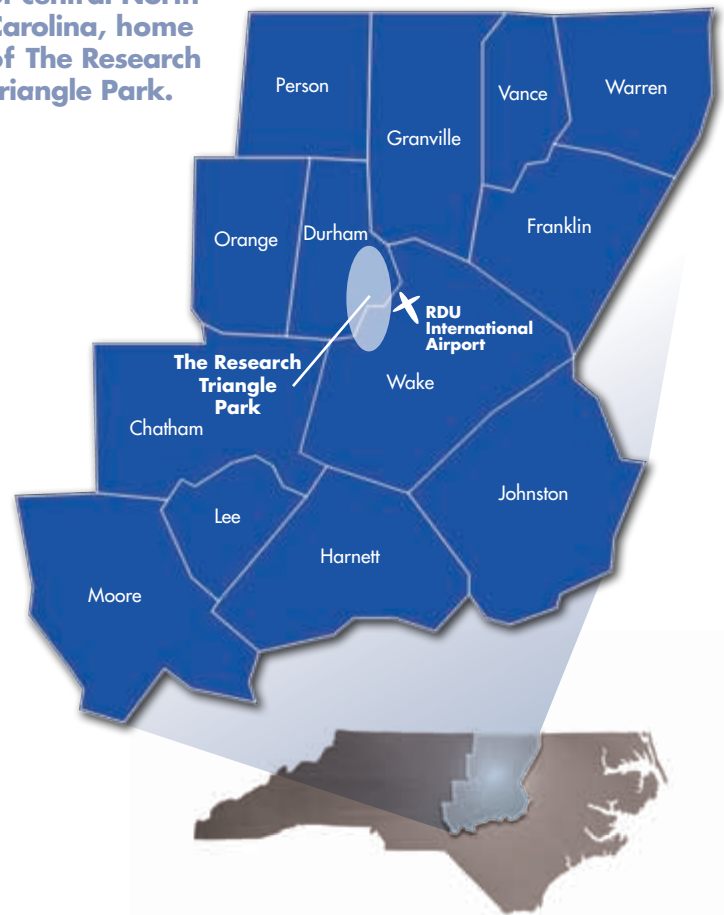 Carolina, home
of The Research
Triangle Park.
Person
Granville
Vance
Warren
Orange
Durham
Franklin
RDU
International
Airport
The Research
Triangle
Park
Wake
Chatham
Johnston
Lee
Harnett
Moore